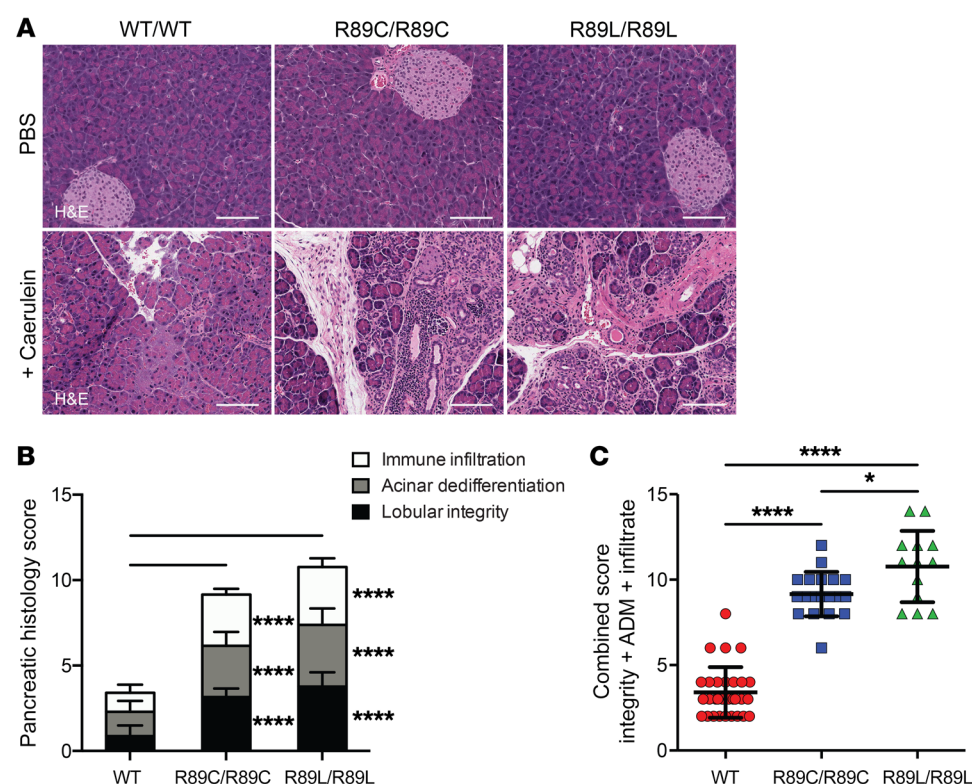 A
WT/WT R89C/R89C R89L/R89L
PBS
H&E
+ Caerulein
H&E
B
Immune infiltration
Acinar dedifferentiation
Lobular integrity
Pancreatic histology score
15
10
5
0
****
****
****
****
****
****
WT R89C/R89C R89L/R89L
C
Combined score
integrity + ADM + infiltrate
****
*
****
15
10
5
0
WT R89C/R89C R89L/R89L